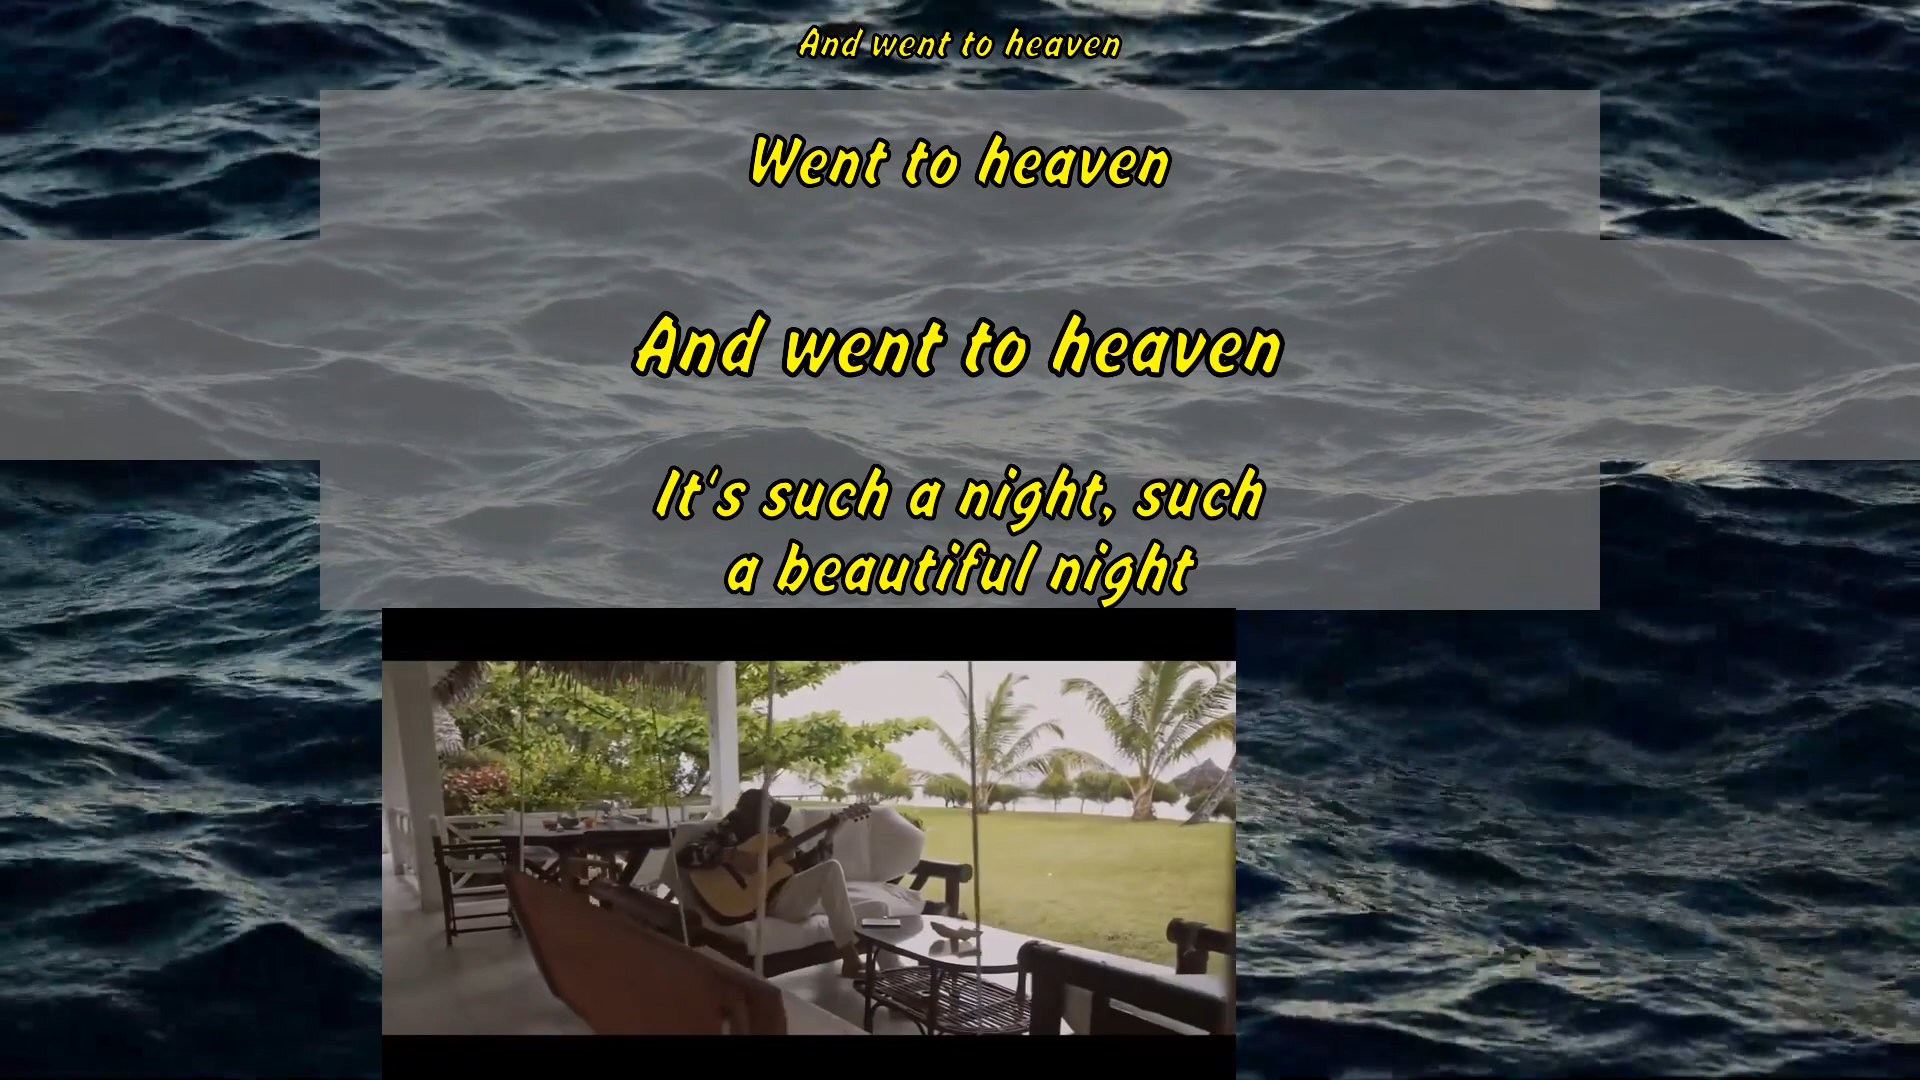 And went to heaven
Went to heaven
And went to heaven
It's such a night, such
a beautiful night